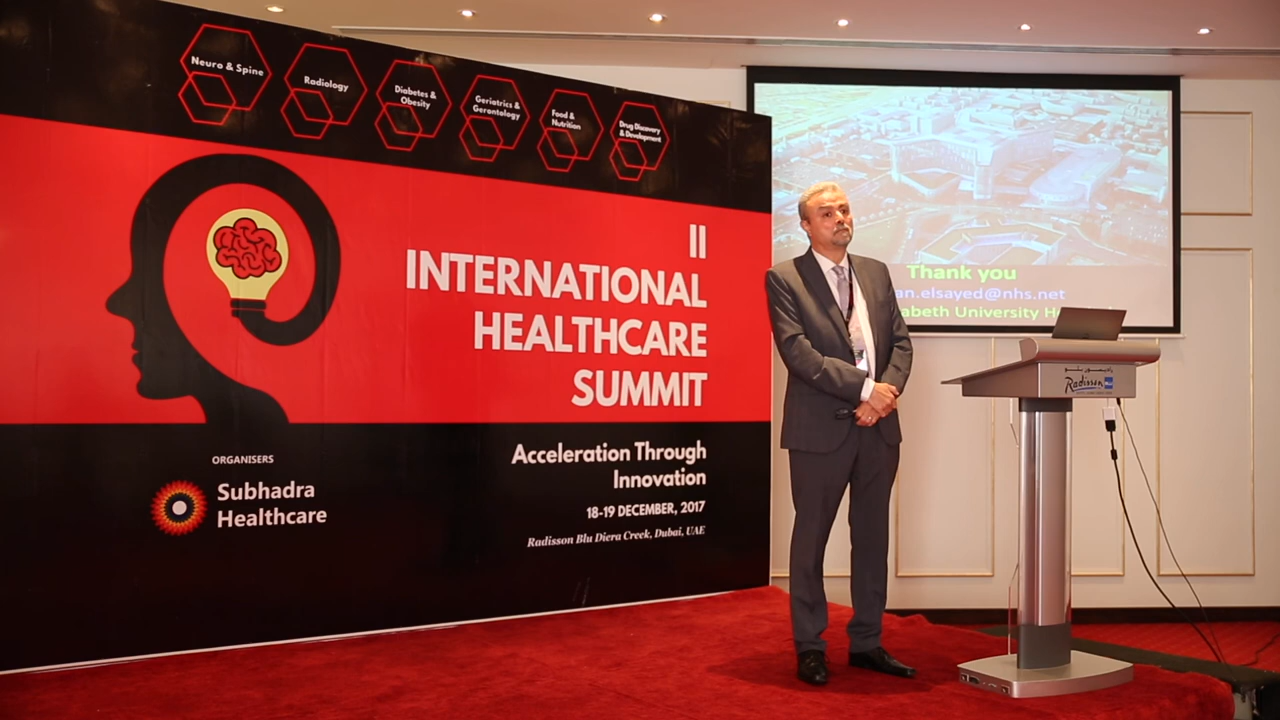 Neuro & Spine
Radiology
Diabetes &
Obesity
Geriatrics &
Gerontology
Food &
Nutrition
Drug Discovery
& Development
II
INTERNATIONAL
HEALTHCARE
SUMMIT
ORGANISERS
Subhadra
Healthcare
Acceleration Through
Innovation
18-19 DECEMBER, 2017
Radisson Blu Diera Creek, Dubai, UAE
Thank you
an.elsayed@nhs.net
abeth University H
راديسون بلو
Radisson